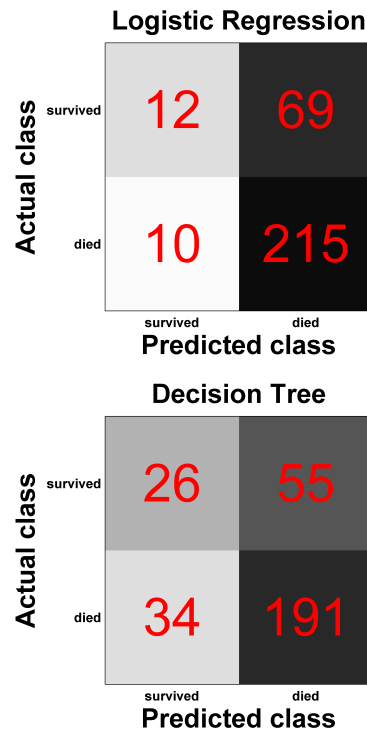 Logistic Regression
Actual class
survived
12 69
died
10 215
survived died
Predicted class
Decision Tree
Actual class
survived
26 55
died
34 191
survived died
Predicted class